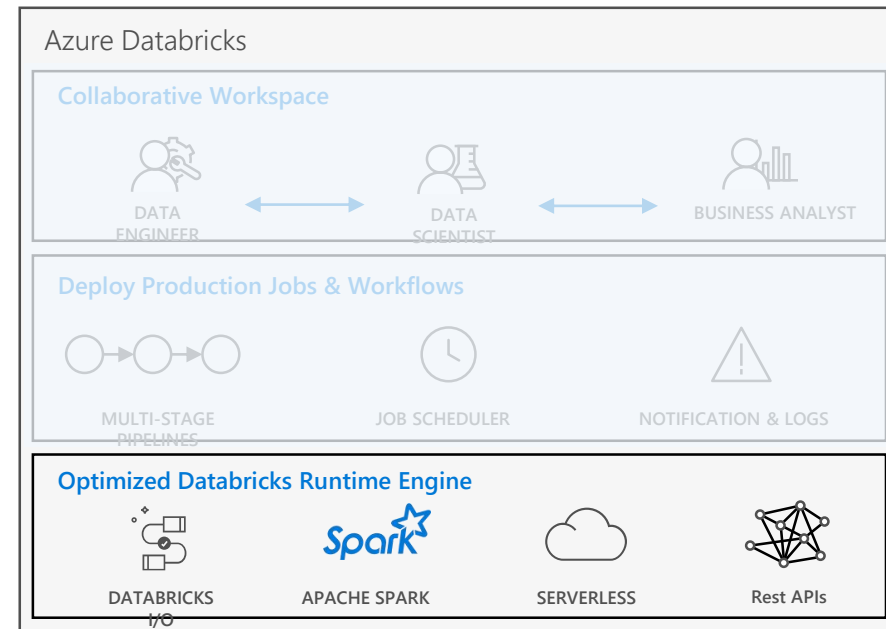 Azure Databricks
Collaborative Workspace
DATA
ENGINEER
DATA
SCIENTIST
BUSINESS ANALYST
Deploy Production Jobs & Workflows
MULTI-STAGE
PIPELINES
JOB SCHEDULER
NOTIFICATION & LOGS
Optimized Databricks Runtime Engine
Spark
DATABRICKS
I/O
APACHE SPARK
SERVERLESS
Rest APIs